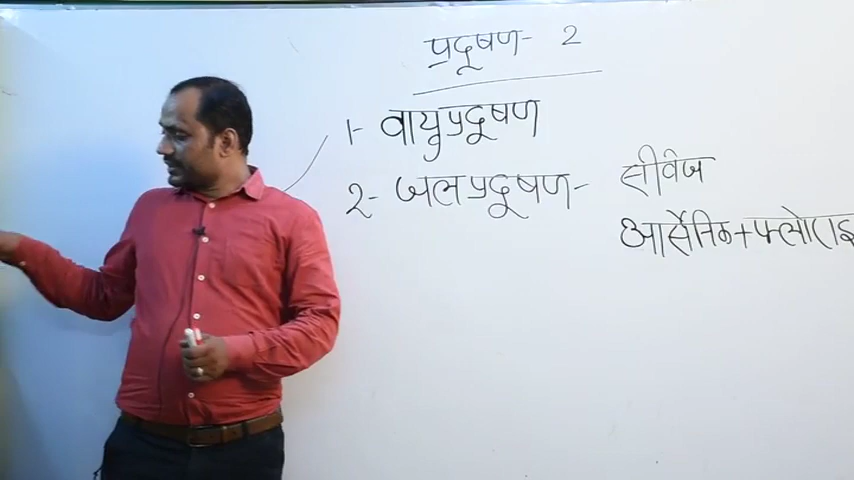 प्रदूषण- 2
1- वायुप्रदूषण
2- जलप्रदूषण- सीवेज
आर्सेनिक+फ्लोराइ